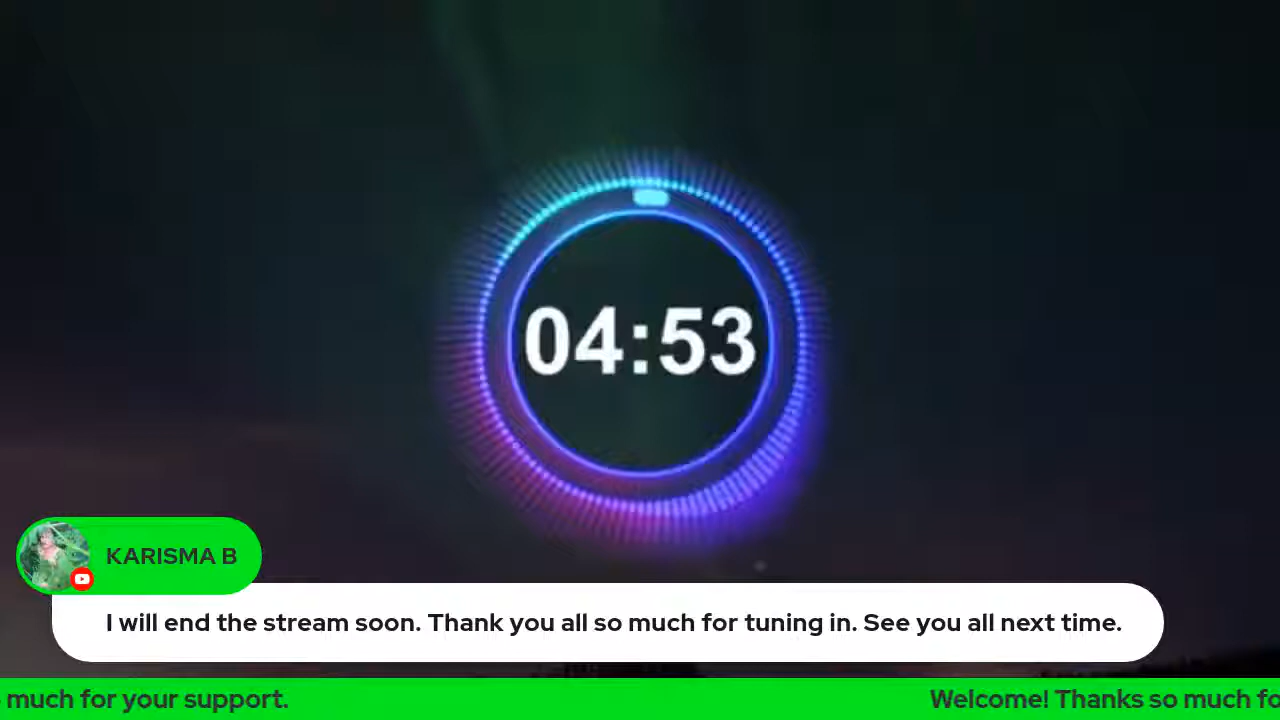 04:53
KARISMA B
I will end the stream soon. Thank you all so much for tuning in. See you all next time.
much for your support. Welcome! Thanks so much